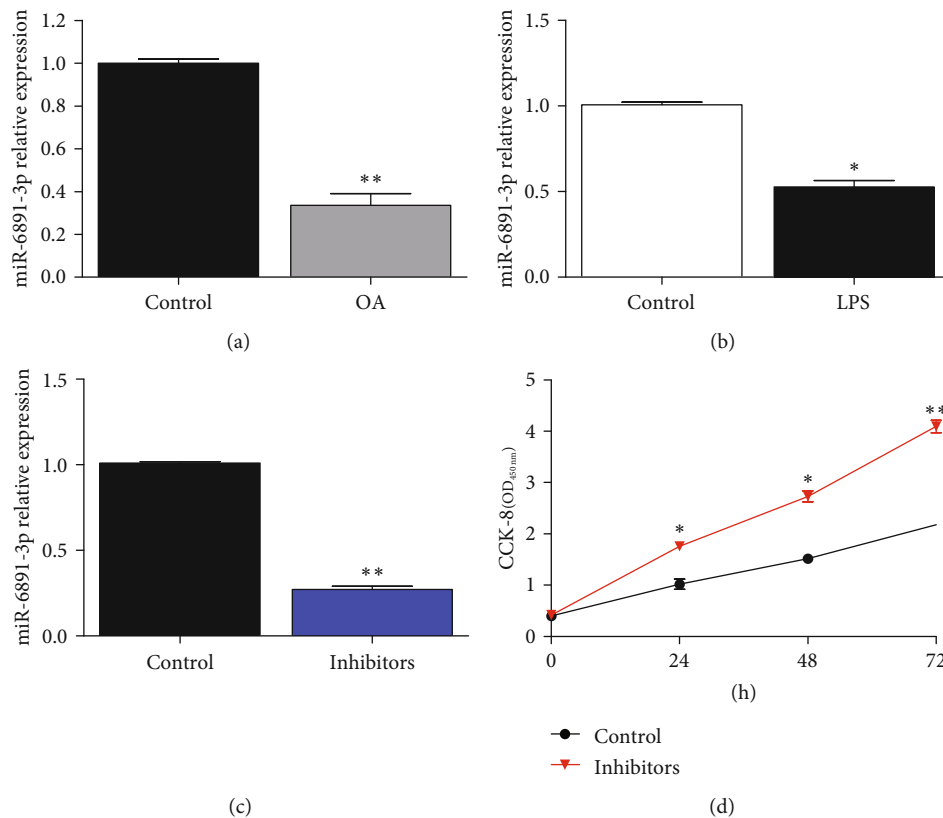 miR-6891-3p relative expression
1.2
1.0
0.8
0.6
0.4
0.2
0.0
**
Control
OA
(a)
miR-6891-3p relative expression
1.5
1.0
0.5
0.0
*
Control
LPS
(b)
miR-6891-3p relative expression
1.5
1.0
0.5
0.0
**
Control
Inhibitors
(c)
CCK-8(OD450 nm)
5
4
3
2
1
0
*
*
**
0
24
48
72
(h)
Control
Inhibitors
(d)